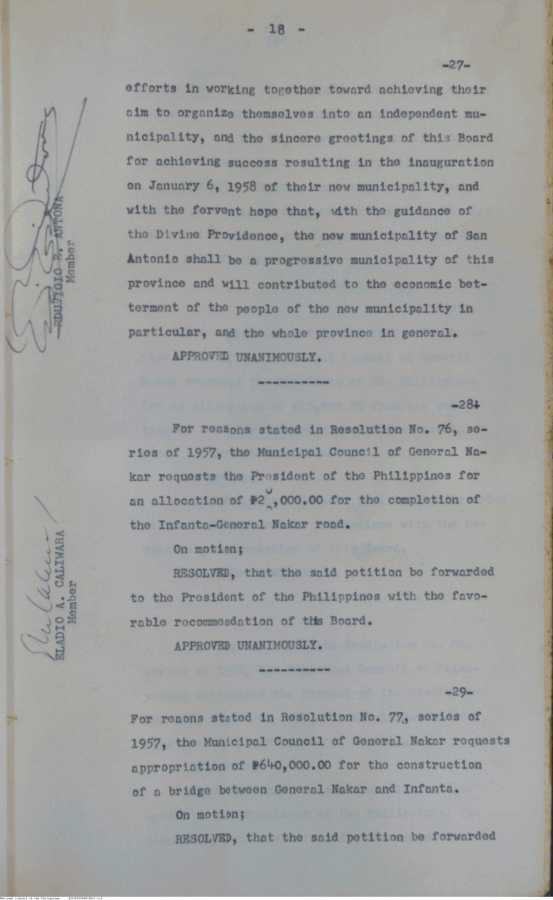 - 18 -
-27-
efforts in working together toward achieving their
aim to organize themselves into an independent mu-
nicipality, and the sincere greetings of this Board
for achieving success resulting in the inauguration
on January 6, 1958 of their new municipality, and
with the fervent hope that, with the guidance of
the Divine Providence, the new municipality of San
Antonio shall be a progressive municipality of this
province and will contributed to the economic bet-
terment of the people of the new municipality in
particular, and the whole province in general.
APPROVED UNANIMOUSLY.
----------
-28-
For reasons stated in Resolution No. 76, se-
ries of 1957, the Municipal Council of General Na-
kar requests the President of the Philippines for
an allocation of ,000.00 for the completion of
the Infanta-General Nakar road.
On motion;
RESOLVED, that the said petition be forwarded
to the President of the Philippines with the favo-
rable recommendation of this Board.
APPROVED UNANIMOUSLY.
----------
-29-
For reaons stated in Resolution No. 77, series of
1957, the Municipal Council of General Nakar requests
appropriation of ₱640,000.00 for the construction
of a bridge between General Nakar and Infanta.
On motion;
RESOLVED, that the said petition be forwarded
R. ANTONA
Member
ELADIO A. CALIWARA
Member